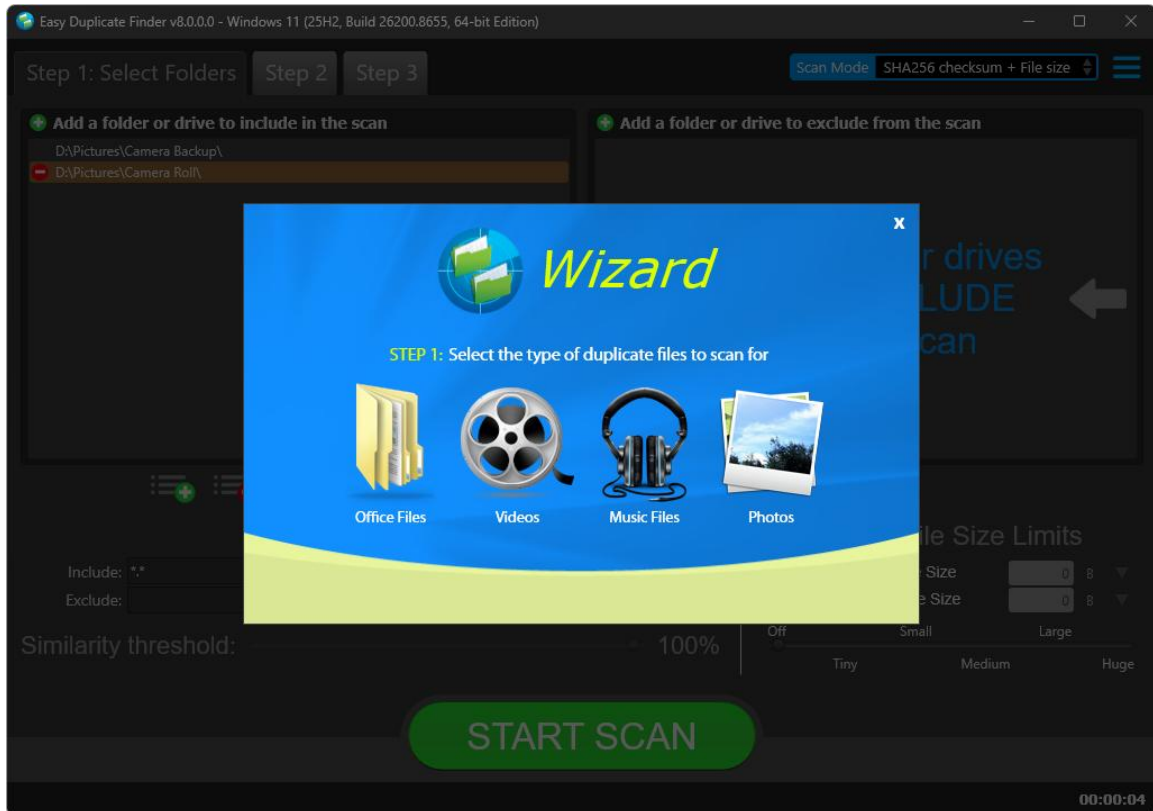 Easy Duplicate Finder v8.0.0.0 - Windows 11 (25H2, Build 26200.8655, 64-bit Edition)
Step 1: Select Folders Step 2 Step 3 Scan Mode SHA256 checksum + File size
Add a folder or drive to include in the scan
D:\Pictures\Camera Backup\
D:\Pictures\Camera Roll\
Add a folder or drive to exclude from the scan
drives
can
X
Wizard
STEP 1: Select the type of duplicate files to scan for
Office Files Videos Music Files Photos
Size Limits
Include: *.* Size 0 B
Exclude: Size 0 B
Similarity threshold: 100%
Off Small Large
Tiny Medium Huge
START SCAN
00:00:04